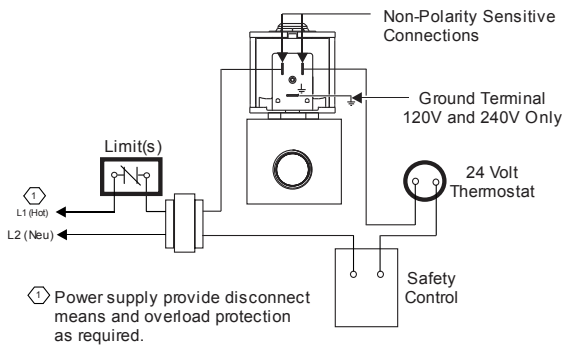 Non-Polarity Sensitive
Connections
Ground Terminal
120V and 240V Only
Limit(s)
24 Volt
Thermostat
1
L1 (Hot)
L2 (Neu)
Safety
Control
1 Power supply provide disconnect
means and overload protection
as required.